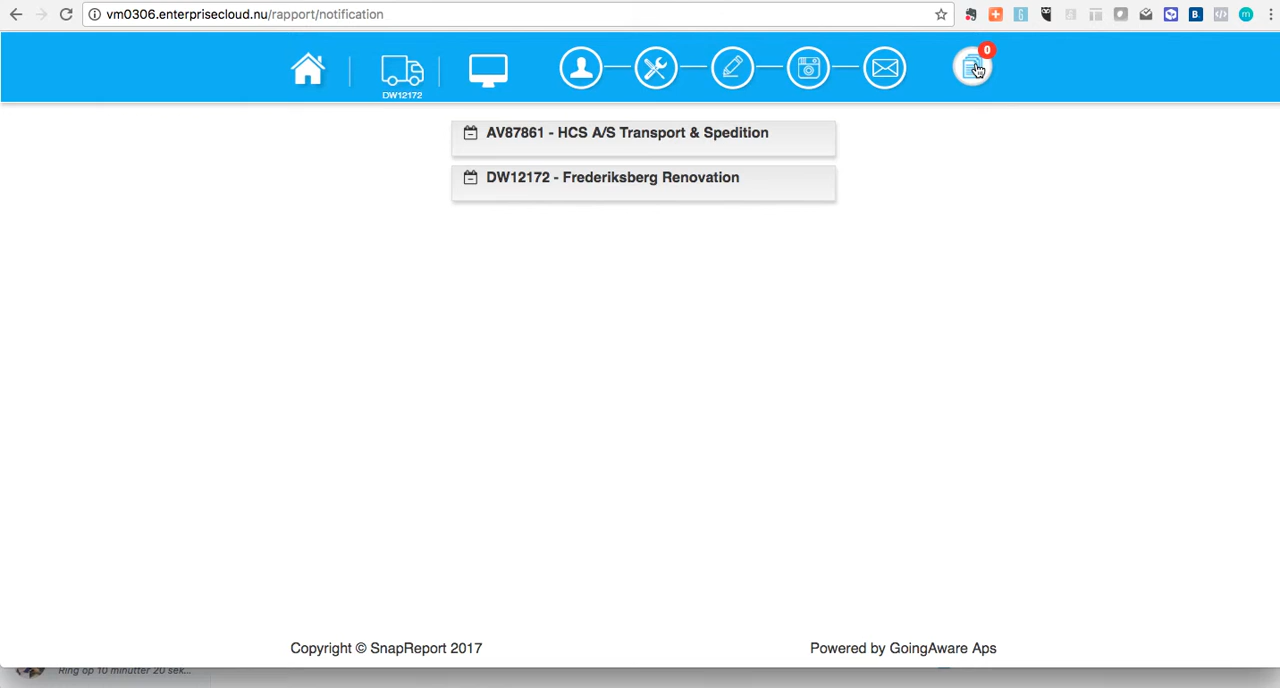 vm0306.enterprisecloud.nu/rapport/notification
0
DW12172
AV87861 - HCS A/S Transport & Spedition
DW12172 - Frederiksberg Renovation
Copyright © SnapReport 2017
Powered by GoingAware Aps
Ring op 10 minutter 20 sek...